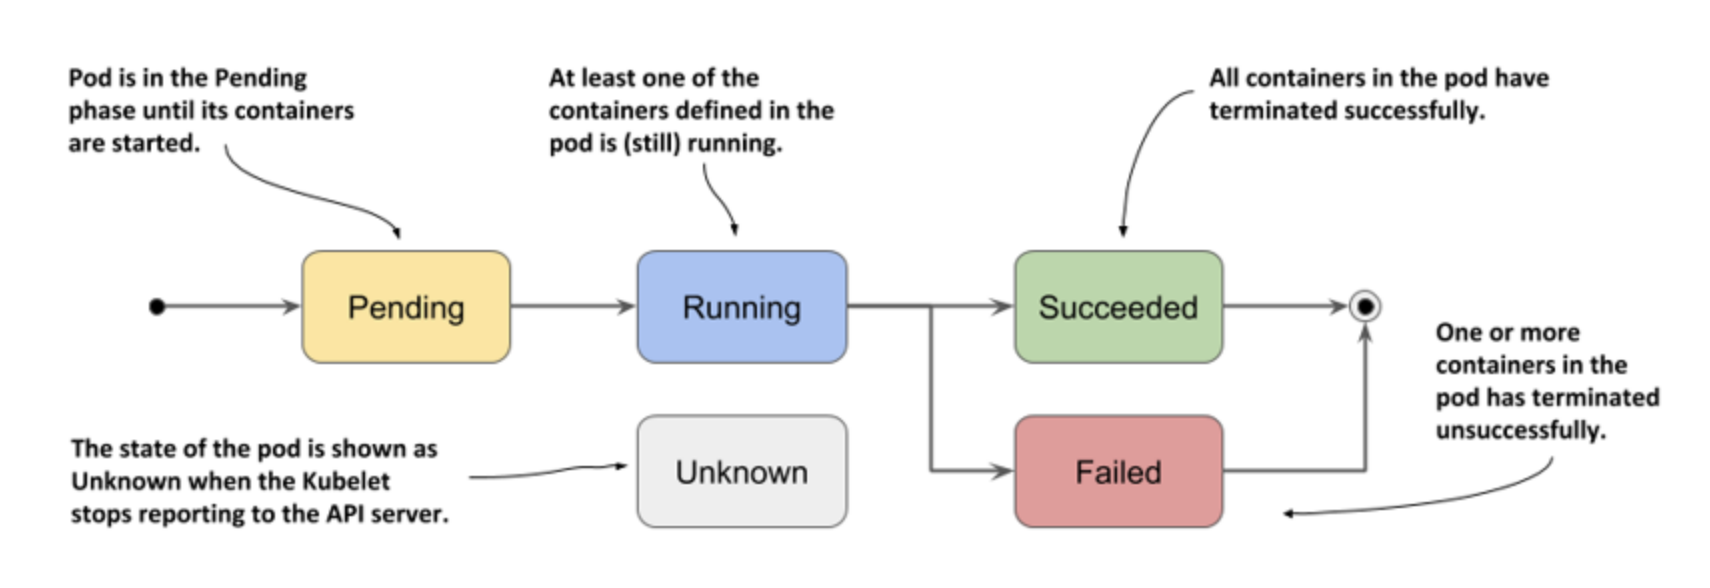 Pod is in the Pending
phase until its containers
are started.
At least one of the
containers defined in the
pod is (still) running.
All containers in the pod have
terminated successfully.
Pending
Running
Succeeded
One or more
containers in the
pod has terminated
unsuccessfully.
The state of the pod is shown as
Unknown when the Kubelet
stops reporting to the API server.
Unknown
Failed